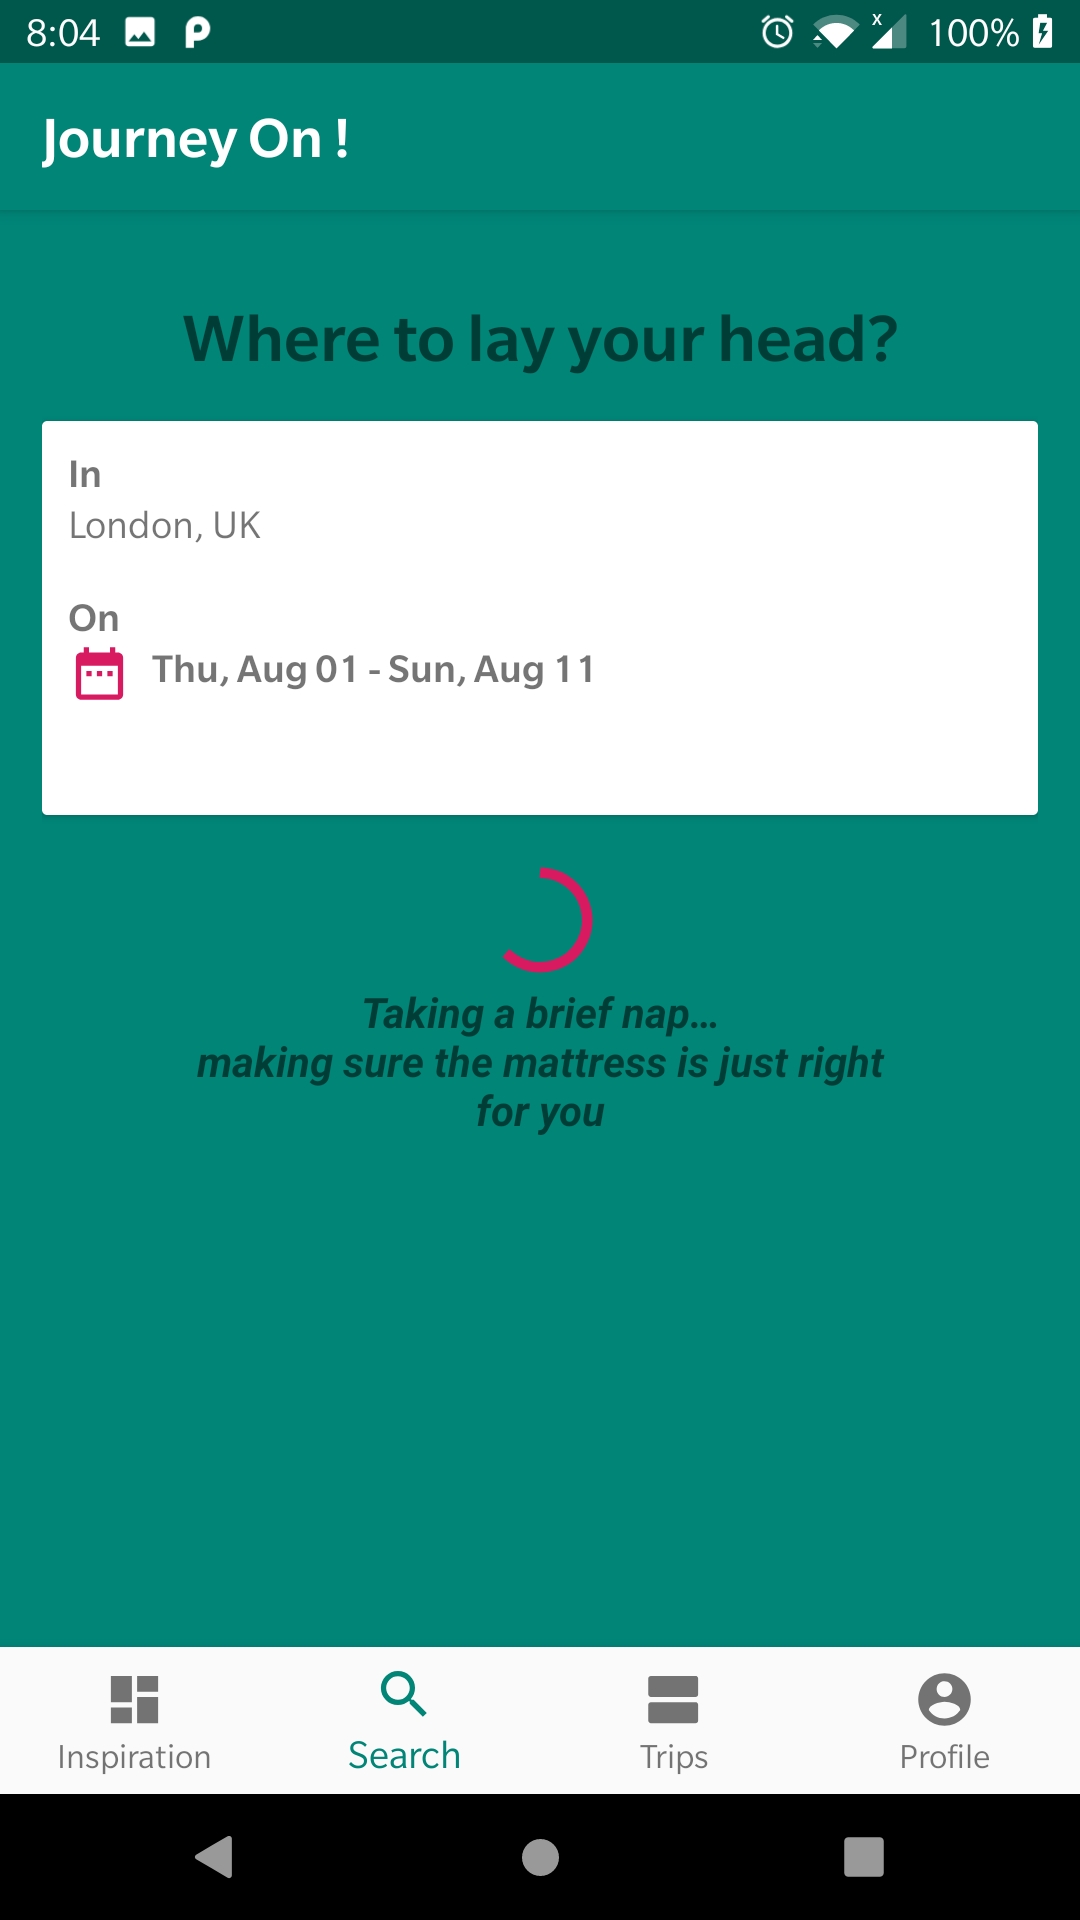 8:04
100%
Journey On !
Where to lay your head?
In
London, UK
On
Thu, Aug 01 - Sun, Aug 11
Taking a brief nap...
making sure the mattress is just right
for you
Inspiration
Search
Trips
Profile